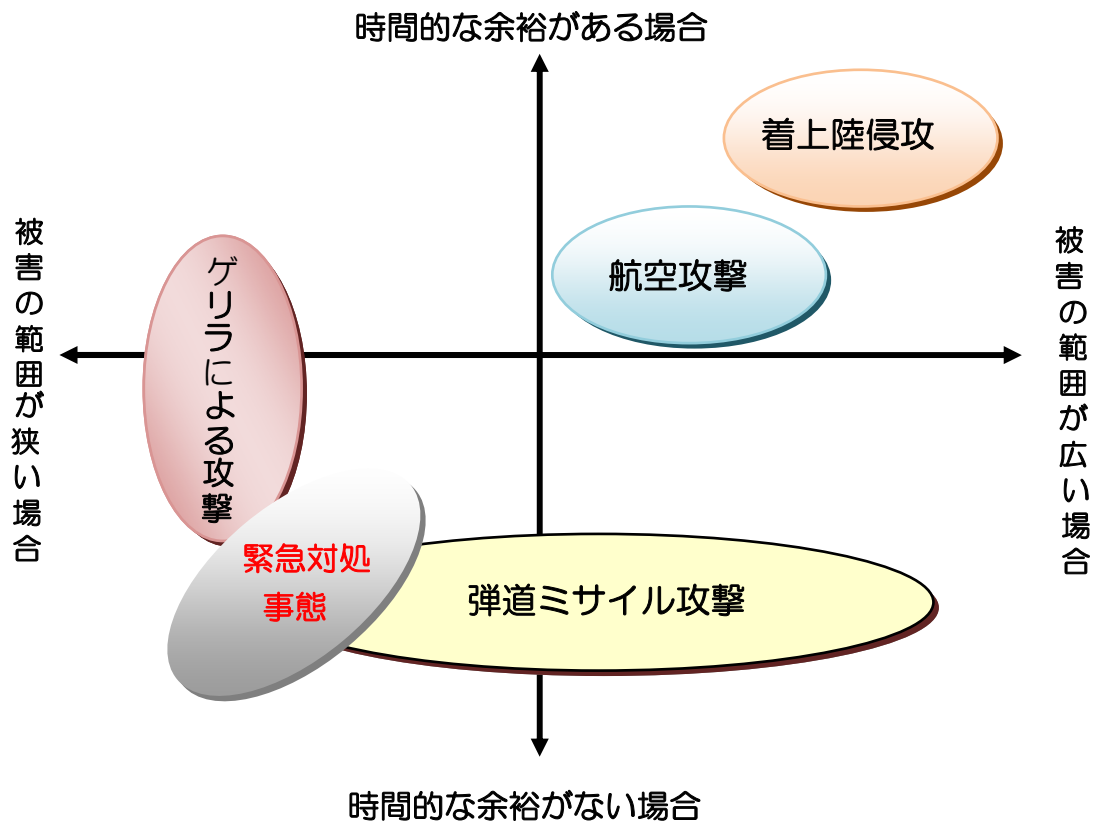 時間的な余裕がある場合
着上陸侵攻
航空攻撃
被害の範囲が狭い場合
ゲリラによる攻撃
被害の範囲が広い場合
緊急対処
事態
弾道ミサイル攻撃
時間的な余裕がない場合